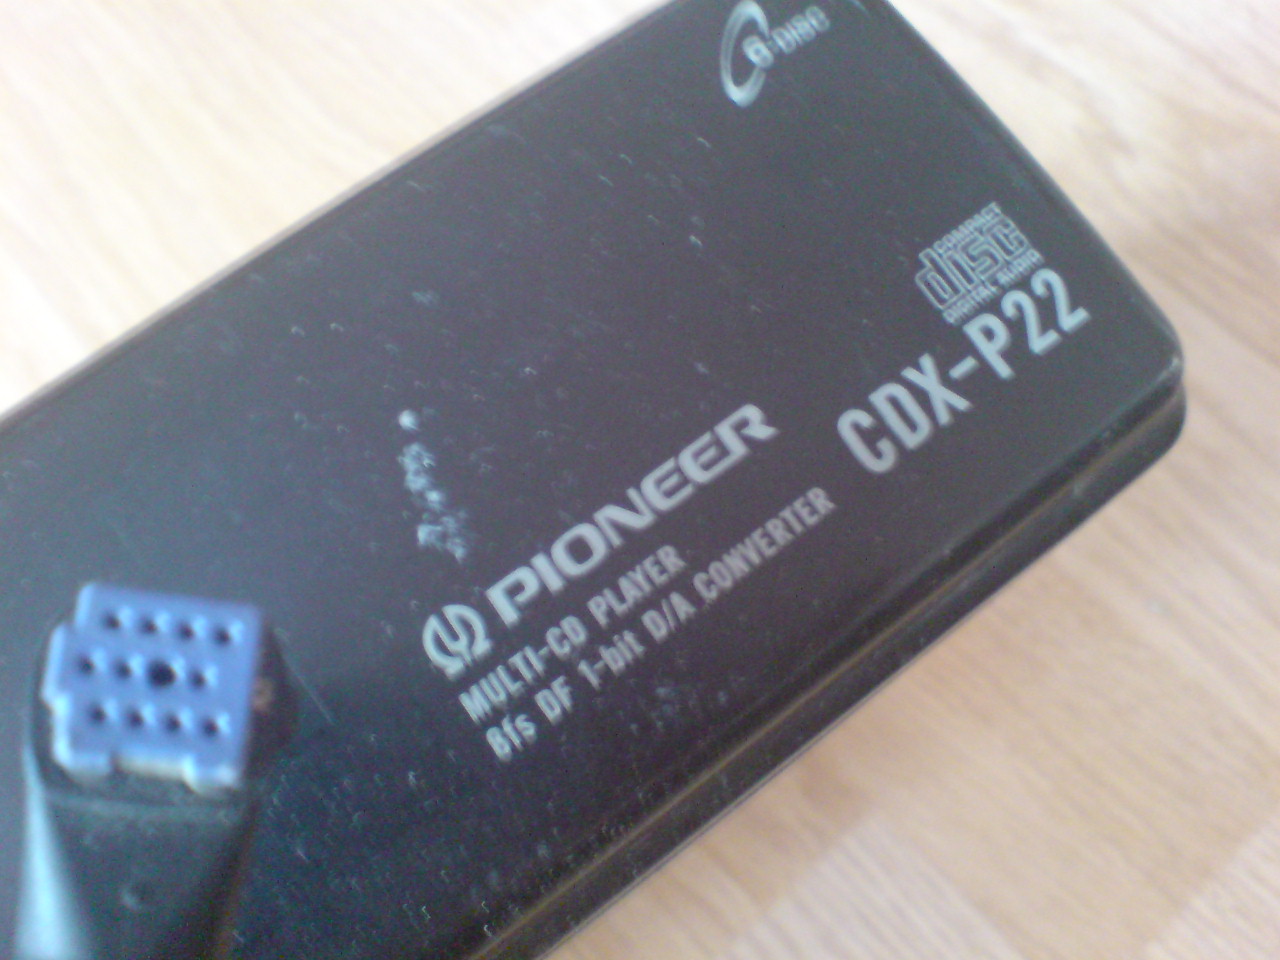 6-DISC
COMPACT
disc
DIGITAL AUDIO
CDX-P22
PIONEER
MULTI-CD PLAYER
8fs DF 1-bit D/A CONVERTER